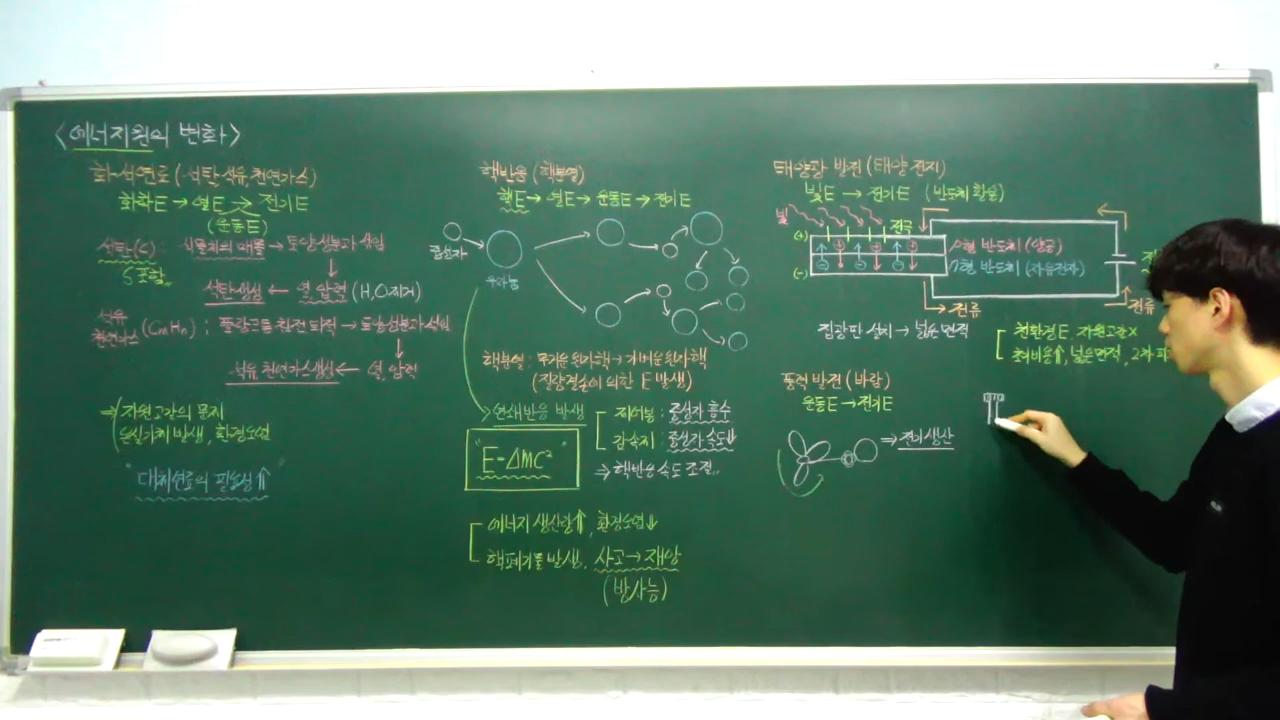 <에너지원의 변화>
화석연료 (석탄, 석유, 천연가스)
화학E → 열E → 전기E
(운동E)
석탄(C) : 식물체의 매몰 → 토양성분과 석임
S포함
석탄생성 ← 열, 압력 (H, O제거)
석유
천연가스 (CmHn) : 플랑크톤 침전 퇴적 → 토양성분과 석임
석유, 천연가스생성 ← 열, 압력
⇒ 자원고갈의 문제
온실기체 발생, 환경오염
"대체연료의 필요성⇑"
핵반응 (핵분열)
핵E → 열E → 운동E → 전기E
중성자
우라늄
핵분열 : 무거운 원자핵 → 가벼운 원자핵
(질량결손에 의한 E 발생)
연쇄반응 발생
제어봉 : 중성자 흡수
감속재 : 중성자 속도⇓
⇒ 핵반응 속도 조절..
"E=Δmc²"
에너지 생산량⇑, 환경오염⇓
핵폐기물 발생, 사고 → 재앙
(방사능)
태양광 발전 (태양 전지)
빛E → 전기E (반도체 활용)
빛
전극
(+)
p형 반도체 (양공)
n형 반도체 (자유전자)
(-)
전류
전류
집광판 설치 → 넓은 면적
친환경E, 자원고갈×
초기비용⇑, 넓은면적, 2차
풍력 발전 (바람)
운동E → 전기E
⇒ 전기 생산